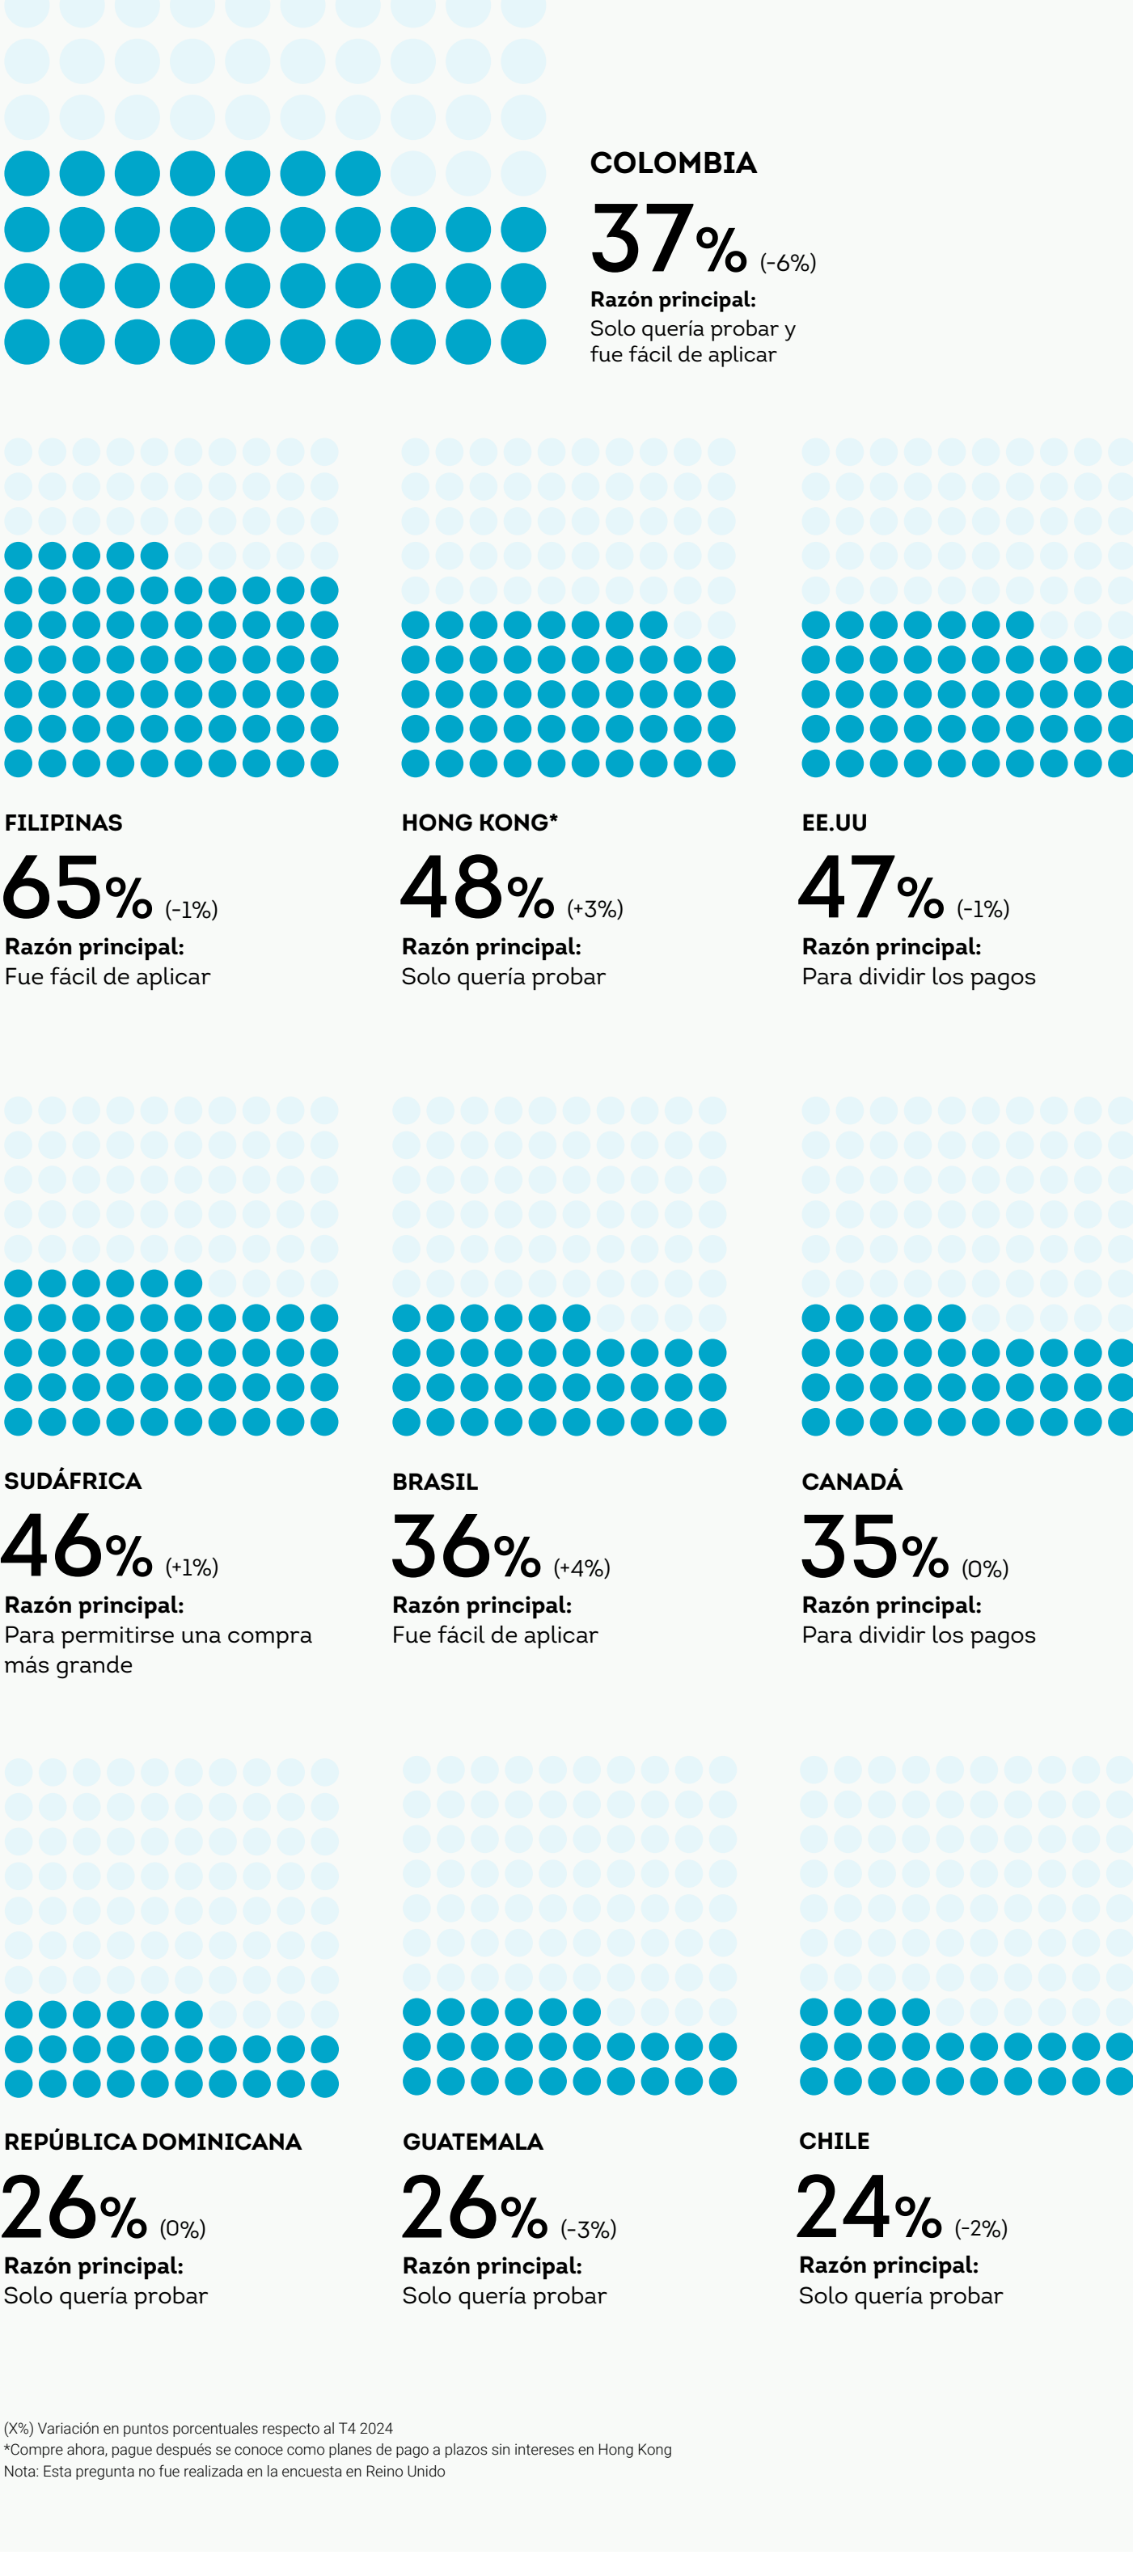 COLOMBIA
37% (-6%)
Razón principal:
Solo quería probar y
fue fácil de aplicar
FILIPINAS
65% (-1%)
Razón principal:
Fue fácil de aplicar
HONG KONG*
48% (+3%)
Razón principal:
Solo quería probar
EE.UU
47% (-1%)
Razón principal:
Para dividir los pagos
SUDÁFRICA
46% (+1%)
Razón principal:
Para permitirse una compra
más grande
BRASIL
36% (+4%)
Razón principal:
Fue fácil de aplicar
CANADÁ
35% (0%)
Razón principal:
Para dividir los pagos
REPÚBLICA DOMINICANA
26% (0%)
Razón principal:
Solo quería probar
GUATEMALA
26% (-3%)
Razón principal:
Solo quería probar
CHILE
24% (-2%)
Razón principal:
Solo quería probar
(X%) Variación en puntos porcentuales respecto al T4 2024
*Compre ahora, pague después se conoce como planes de pago a plazos sin intereses en Hong Kong
Nota: Esta pregunta no fue realizada en la encuesta en Reino Unido